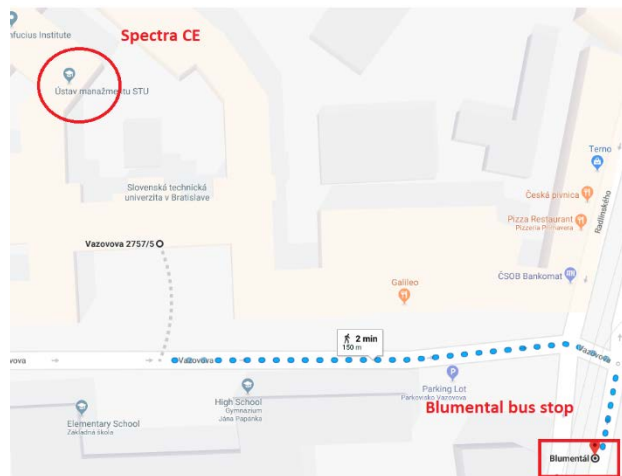 nfucius Institute
Spectra CE
Ústav manažmentu STU
Terno
Slovenská technická
univerzita v Bratislave
Česká pivnica
Pizza Restaurant
Pizzeria Primavera
Radlinského
Vazovova 2757/5
ČSOB Bankomat
Galileo
2 min
150 m
vova
Vazovova
Vazovova
Parking Lot
Parkovisko Vazovova
High School
Gymnázium
Jána Papánka
Blumental bus stop
Elementary School
Základná škola
Blumentál